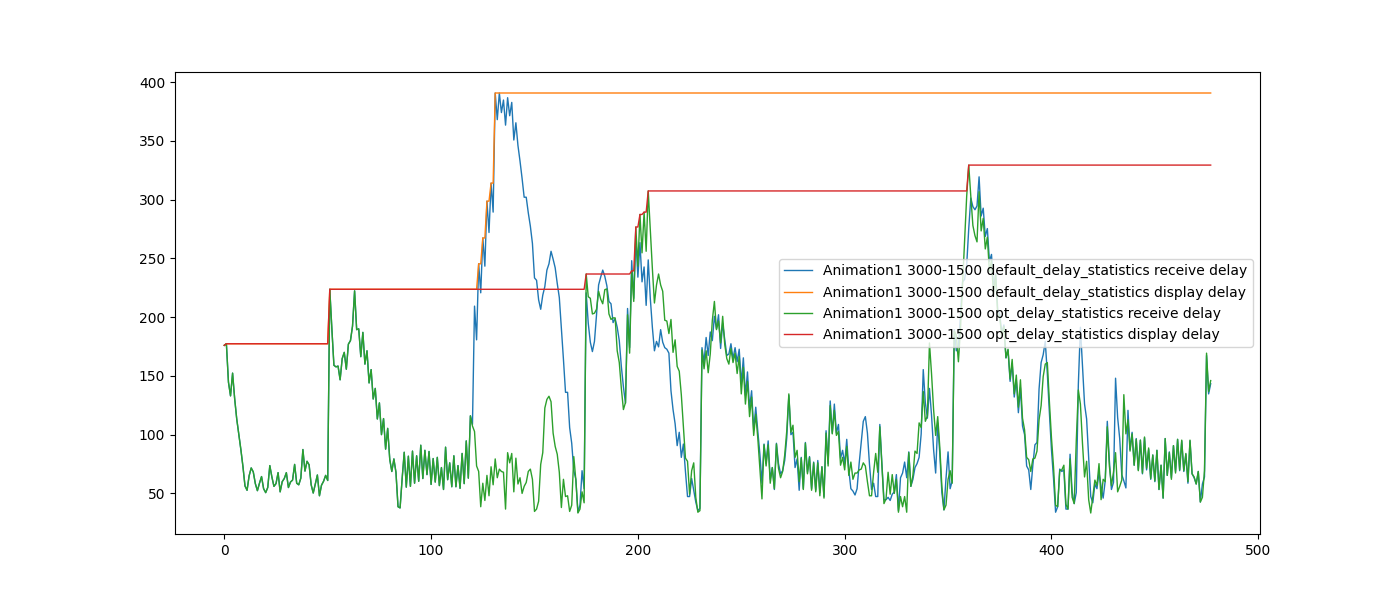 400
350
300
250
200
150
100
50
Animation1 3000-1500 default_delay_statistics receive delay
Animation1 3000-1500 default_delay_statistics display delay
Animation1 3000-1500 opt_delay_statistics receive delay
Animation1 3000-1500 opt_delay_statistics display delay
0 100 200 300 400 500